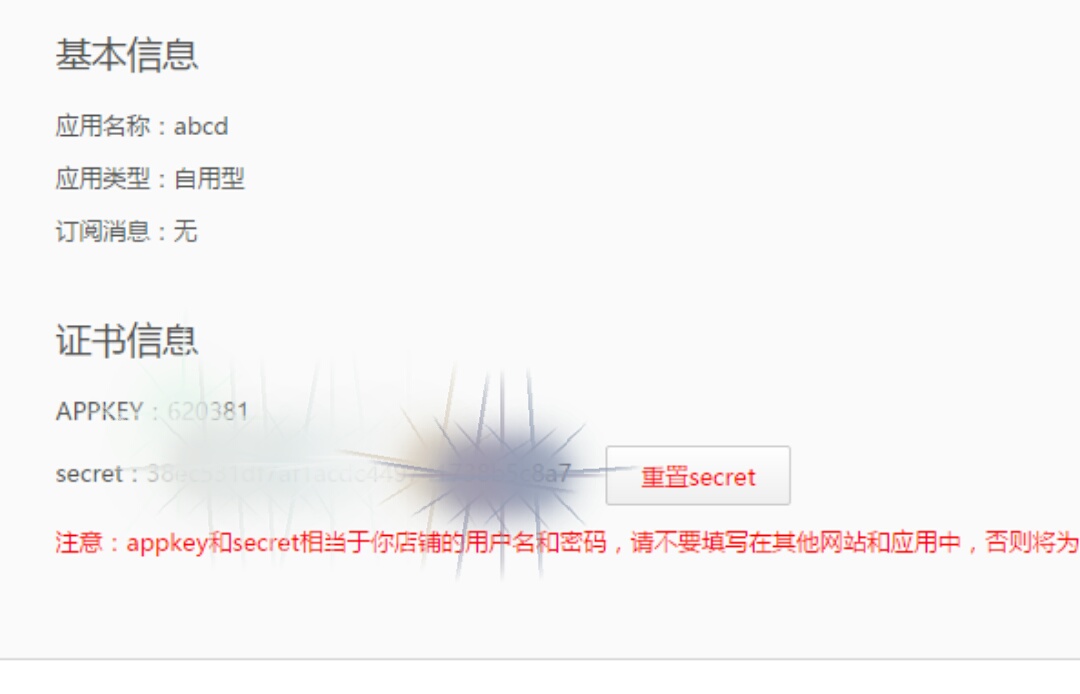 基本信息
应用名称：abcd
应用类型：自用型
订阅消息：无
证书信息
APPKEY：620381
secret：
重置secret
注意：appkey和secret相当于你店铺的用户名和密码，请不要填写在其他网站和应用中，否则将为